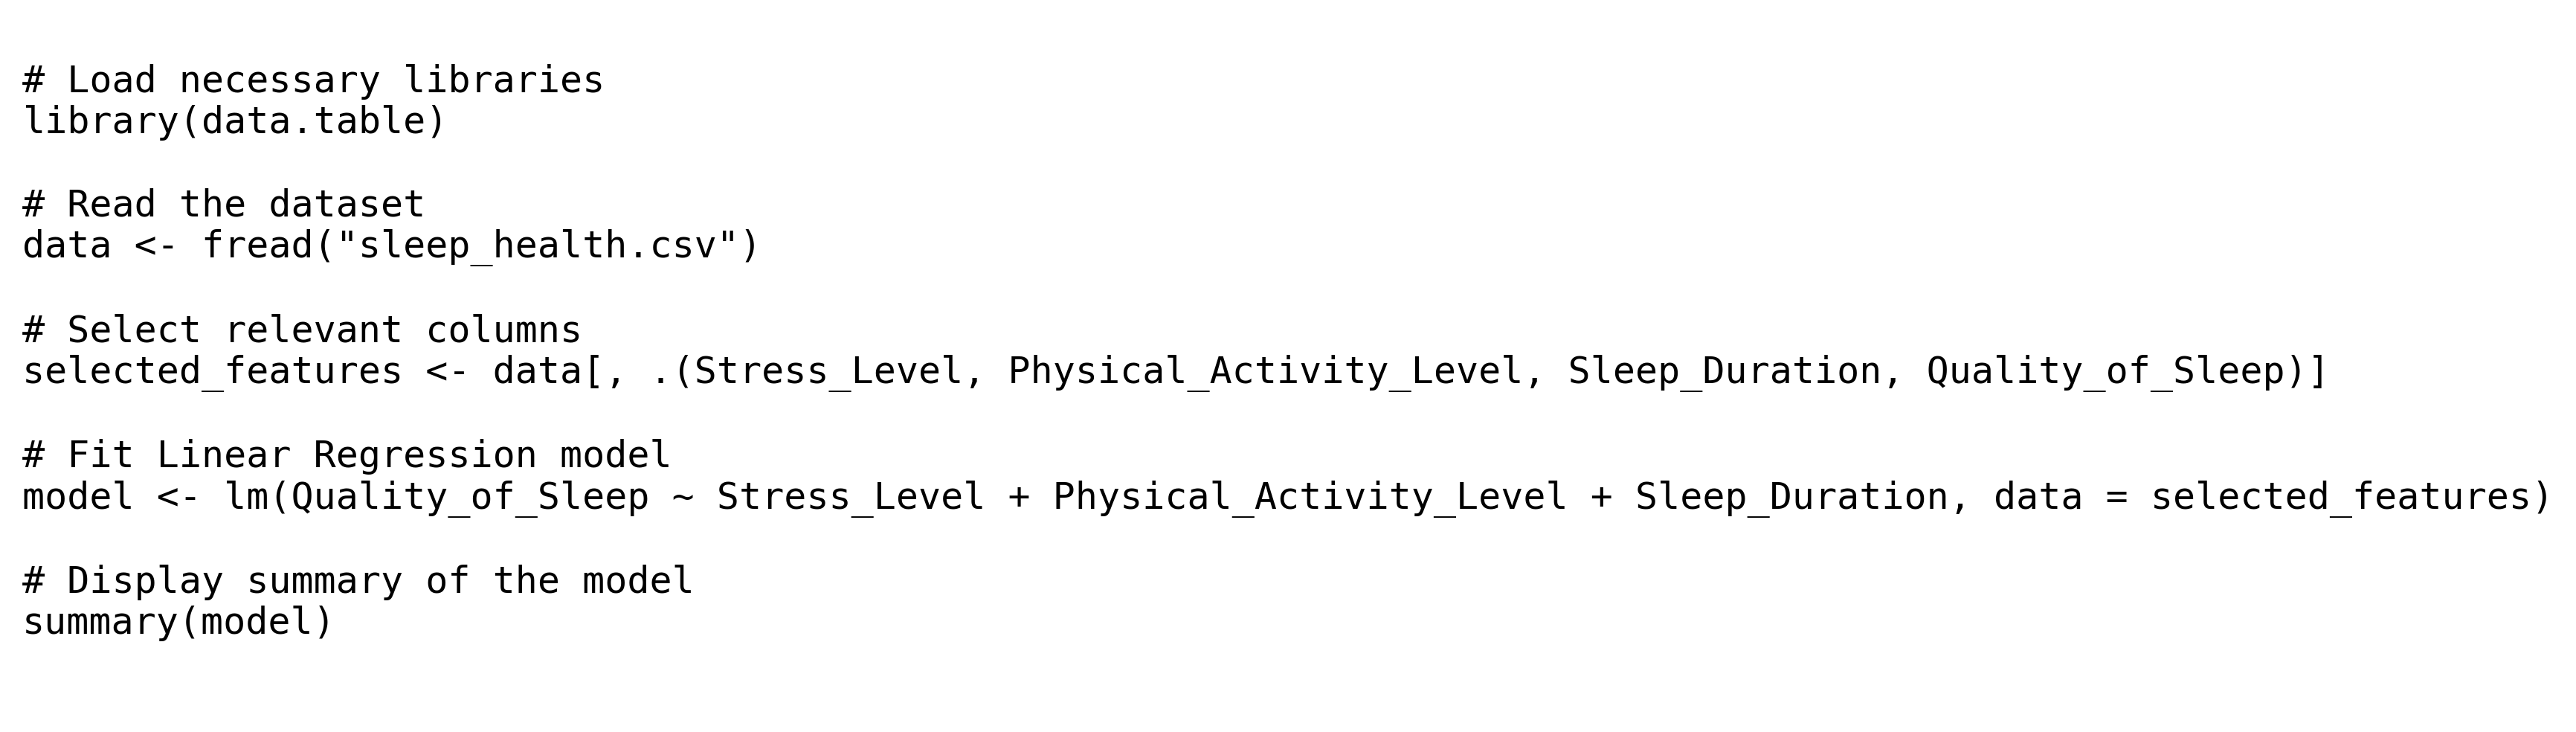 # Load necessary libraries
library(data.table)
# Read the dataset
data <- fread("sleep_health.csv")
# Select relevant columns
selected_features <- data[, .(Stress_Level, Physical_Activity_Level, Sleep_Duration, Quality_of_Sleep)]
# Fit Linear Regression model
model <- lm(Quality_of_Sleep ~ Stress_Level + Physical_Activity_Level + Sleep_Duration, data = selected_features)
# Display summary of the model
summary(model)